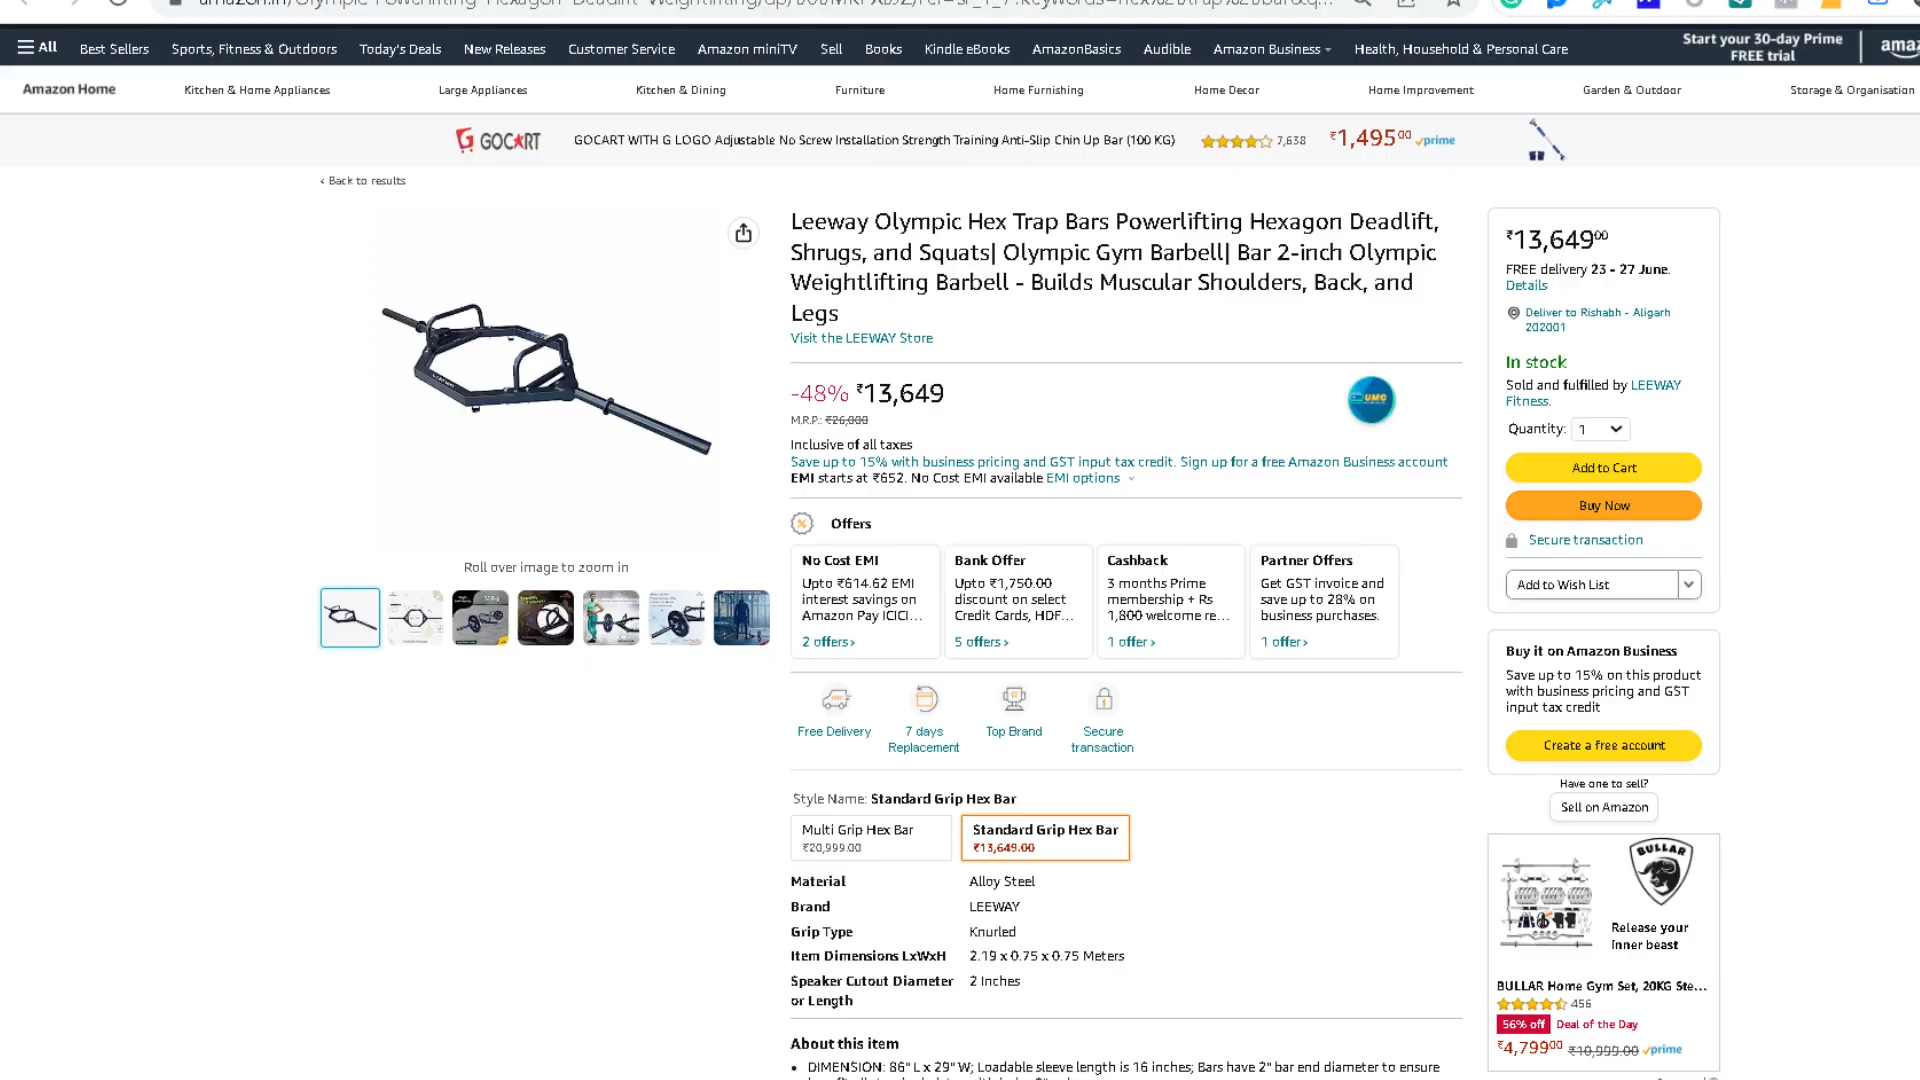 All
Best Sellers
Sports, Fitness & Outdoors
Today's Deals
New Releases
Customer Service
Amazon miniTV
Sell
Books
Kindle eBooks
AmazonBasics
Audible
Amazon Business
Health, Household & Personal Care
Start your 30-day Prime
FREE trial
Amazon Home
Kitchen & Home Appliances
Large Appliances
Kitchen & Dining
Furniture
Home Furnishing
Home Decor
Home Improvement
Garden & Outdoor
Storage & Organisation
GOCART
GOCART WITH G LOGO Adjustable No Screw Installation Strength Training Anti-Slip Chin Up Bar (100 KG)
7,638
₹1,495.00
prime
‹ Back to results
Leeway Olympic Hex Trap Bars Powerlifting Hexagon Deadlift,
Shrugs, and Squats| Olympic Gym Barbell| Bar 2-inch Olympic
Weightlifting Barbell - Builds Muscular Shoulders, Back, and
Legs
Visit the LEEWAY Store
-48% ₹13,649
M.R.P.: ₹26,000
Inclusive of all taxes
Save up to 15% with business pricing and GST input tax credit. Sign up for a free Amazon Business account
EMI starts at ₹652. No Cost EMI available EMI options
Offers
No Cost EMI
Upto ₹614.62 EMI
interest savings on
Amazon Pay ICICI…
2 offers ›
Bank Offer
Upto ₹1,750.00
discount on select
Credit Cards, HDF…
5 offers ›
Cashback
3 months Prime
membership + Rs
1,800 welcome re…
1 offer ›
Partner Offers
Get GST invoice and
save up to 28% on
business purchases.
1 offer ›
Roll over image to zoom in
Free Delivery
7 days
Replacement
Top Brand
Secure
transaction
Style Name: Standard Grip Hex Bar
Multi Grip Hex Bar
₹20,999.00
Standard Grip Hex Bar
₹13,649.00
Material Alloy Steel
Brand LEEWAY
Grip Type Knurled
Item Dimensions LxWxH 2.19 x 0.75 x 0.75 Meters
Speaker Cutout Diameter 2 Inches
or Length
About this item
• DIMENSION: 86" L x 29" W; Loadable sleeve length is 16 inches; Bars have 2" bar end diameter to ensure
₹13,649.00
FREE delivery 23 - 27 June.
Details
Deliver to Rishabh - Aligarh
202001
In stock
Sold and fulfilled by LEEWAY
Fitness.
Quantity: 1
Add to Cart
Buy Now
Secure transaction
Add to Wish List
Buy it on Amazon Business
Save up to 15% on this product
with business pricing and GST
input tax credit
Create a free account
Have one to sell?
Sell on Amazon
BULLAR
Release your
inner beast
BULLAR Home Gym Set, 20KG Ste...
456
56% off Deal of the Day
₹4,799.00 ₹10,999.00 prime